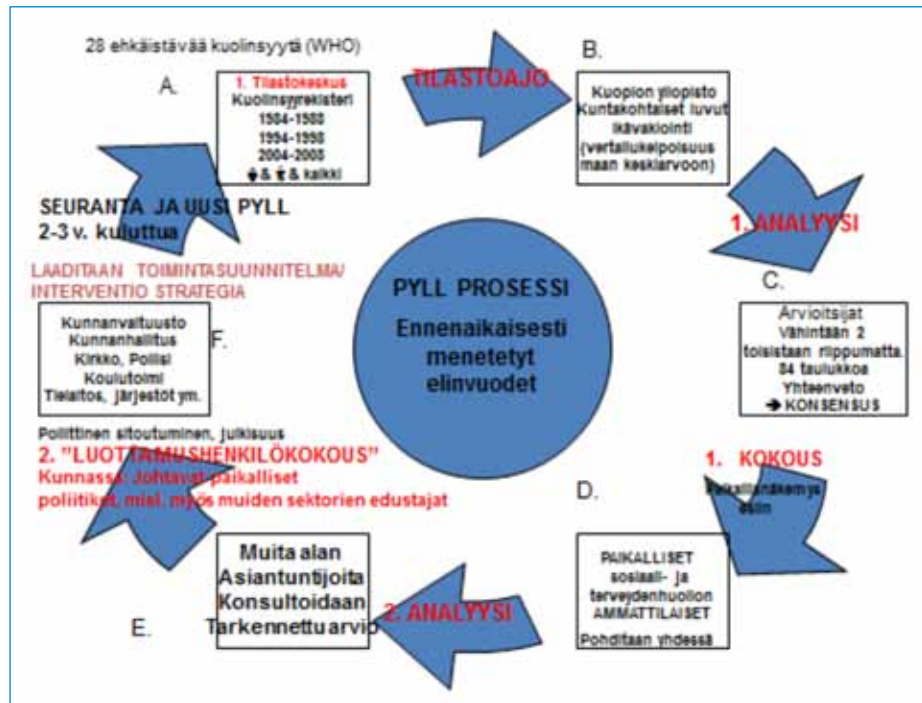 28 ehkäistävää kuolinsyytä (WHO)
A.
1. Tilastokeskus
Kuolinsyyrekisteri
1984-1988
1994-1998
2004-2008
& & kaikki
TILASTOAJO
B.
Kuopion yliopisto
Kuntakohtaiset luvut
Ikävakiointi
(vertailukelpoisuus
maan keskiarvoon)
1. ANALYYSI
C.
Arvioitsijat
Vähintään 2
toisistaan riippumatta.
84 taulukkoa
Yhteenveto
➔ KONSENSUS
1. KOKOUS
Paikallisnäkemys
esiin
D.
PAIKALLISET
sosiaali- ja
terveydenhuollon
AMMATTILAISET
Pohditaan yhdessä
2. ANALYYSI
E.
Muita alan
Asiantuntijoita
Konsultoidaan
Tarkennettu arvio
Poliittinen sitoutuminen, julkisuus
2. "LUOTTAMUSHENKILÖKOKOUS"
Kunnassa: Johtavat paikalliset
poliitikot, miel. myös muiden sektorien edustajat
F.
Kunnanvaltuusto
Kunnanhallitus
Kirkko, Poliisi
Koulutoimi
Tielaitos, järjestöt ym.
LAADITAAN TOIMINTASUUNNITELMA/
INTERVENTIO STRATEGIA
SEURANTA JA UUSI PYLL
2-3 v. kuluttua
PYLL PROSESSI
Ennenaikaisesti
menetetyt
elinvuodet